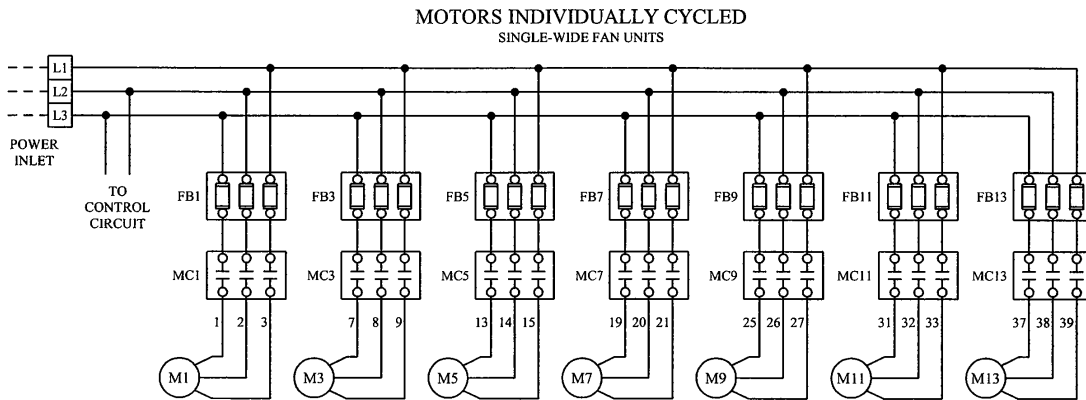 MOTORS INDIVIDUALLY CYCLED
SINGLE-WIDE FAN UNITS
L1
L2
L3
POWER
INLET
TO
CONTROL
CIRCUIT
FB1 FB3 FB5 FB7 FB9 FB11 FB13
MC1 MC3 MC5 MC7 MC9 MC11 MC13
1 2 3 7 8 9 13 14 15 19 20 21 25 26 27 31 32 33 37 38 39
M1 M3 M5 M7 M9 M11 M13